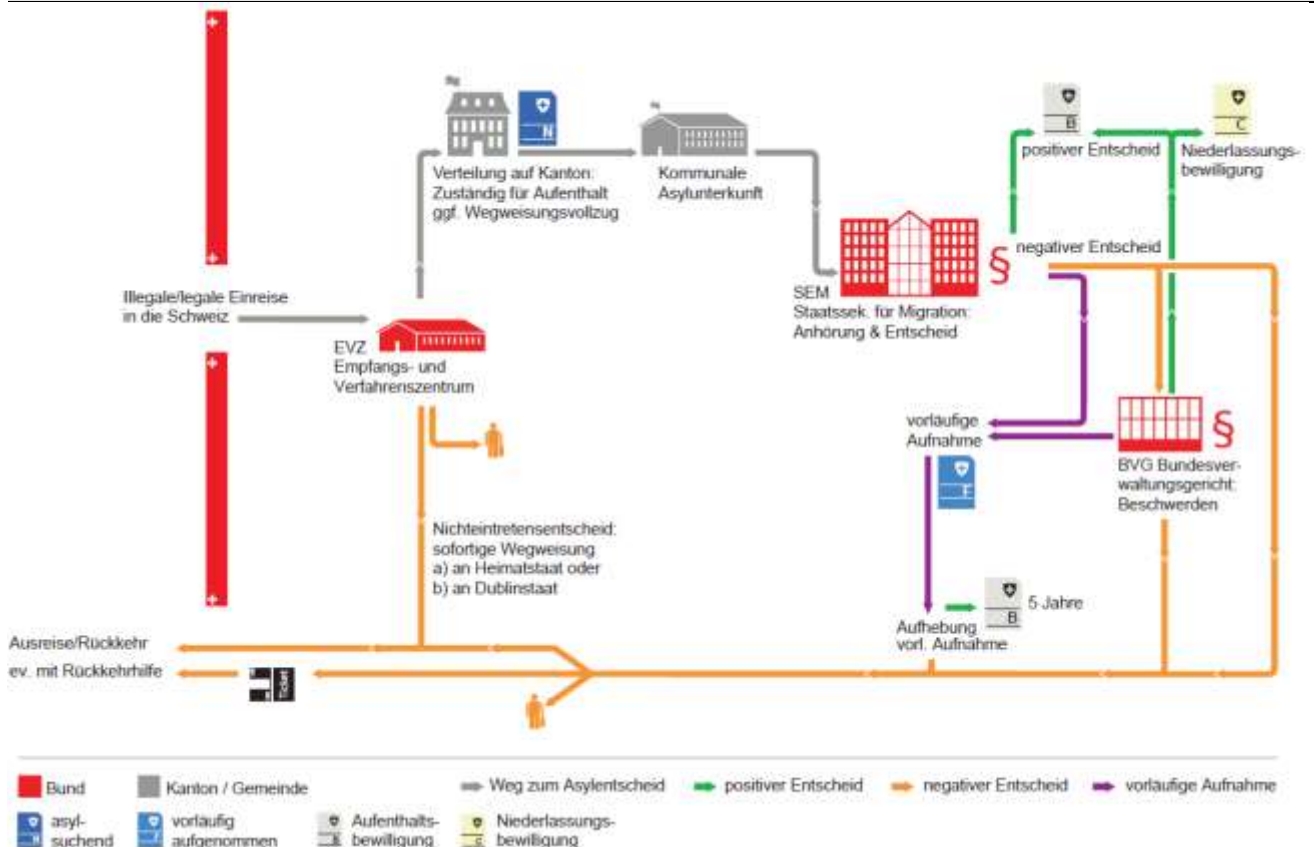 N
Verteilung auf Kanton:
Zuständig für Aufenthalt
ggf. Wegweisungsvollzug
Kommunale
Asylunterkunft
B
positiver Entscheid
C
Niederlassungs-
bewilligung
negativer Entscheid
§
SEM
Staatssek. für Migration:
Anhörung & Entscheid
Illegale/legale Einreise
in die Schweiz
EVZ
Empfangs- und
Verfahrenszentrum
vorläufige
Aufnahme
F
§
BVG Bundesver-
waltungsgericht:
Beschwerden
Nichteintretensentscheid:
sofortige Wegweisung
a) an Heimatstaat oder
b) an Dublinstaat
B
5 Jahre
Aufhebung
vorl. Aufnahme
Ausreise/Rückkehr
ev. mit Rückkehrhilfe
Ticket
Bund
Kanton / Gemeinde
Weg zum Asylentscheid
positiver Entscheid
negativer Entscheid
vorläufige Aufnahme
N
asyl-
suchend
F
vorläufig
aufgenommen
B
Aufenthalts-
bewilligung
C
Niederlassungs-
bewilligung